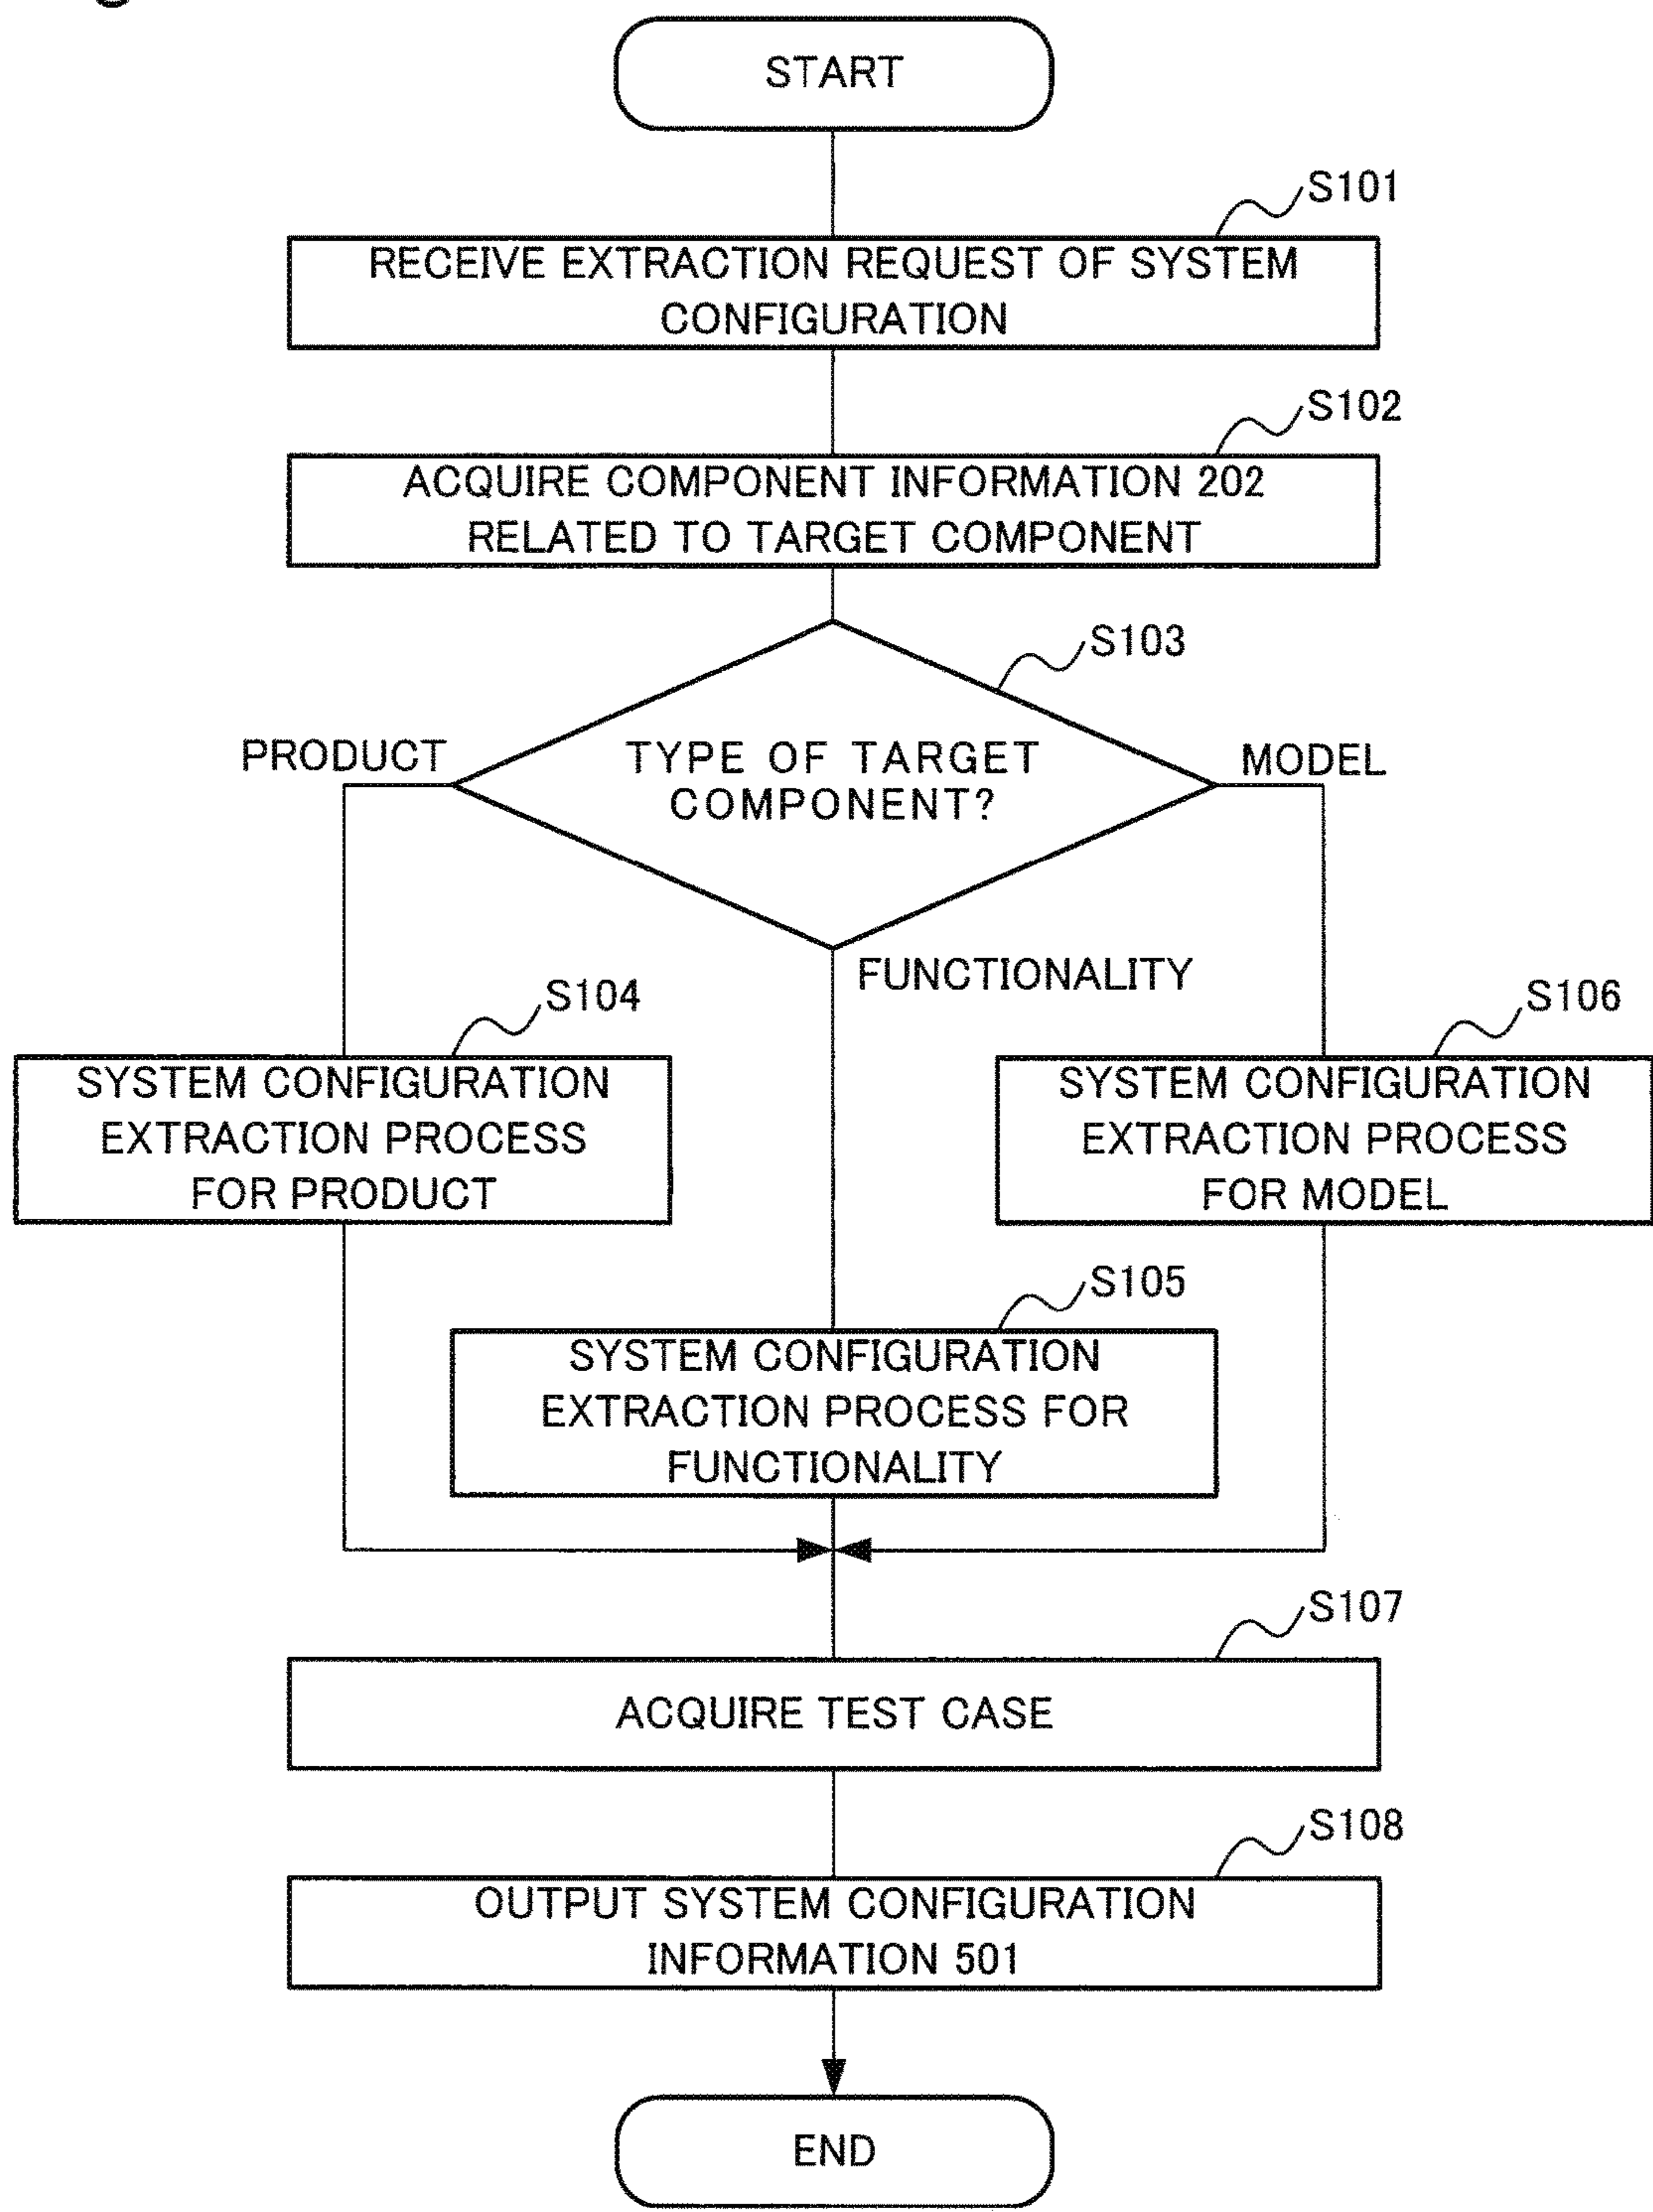 START
S101
RECEIVE EXTRACTION REQUEST OF SYSTEM
CONFIGURATION
S102
ACQUIRE COMPONENT INFORMATION 202
RELATED TO TARGET COMPONENT
S103
PRODUCT
TYPE OF TARGET
COMPONENT?
MODEL
FUNCTIONALITY
S104
SYSTEM CONFIGURATION
EXTRACTION PROCESS
FOR PRODUCT
S106
SYSTEM CONFIGURATION
EXTRACTION PROCESS
FOR MODEL
S105
SYSTEM CONFIGURATION
EXTRACTION PROCESS FOR
FUNCTIONALITY
S107
ACQUIRE TEST CASE
S108
OUTPUT SYSTEM CONFIGURATION
INFORMATION 501
END